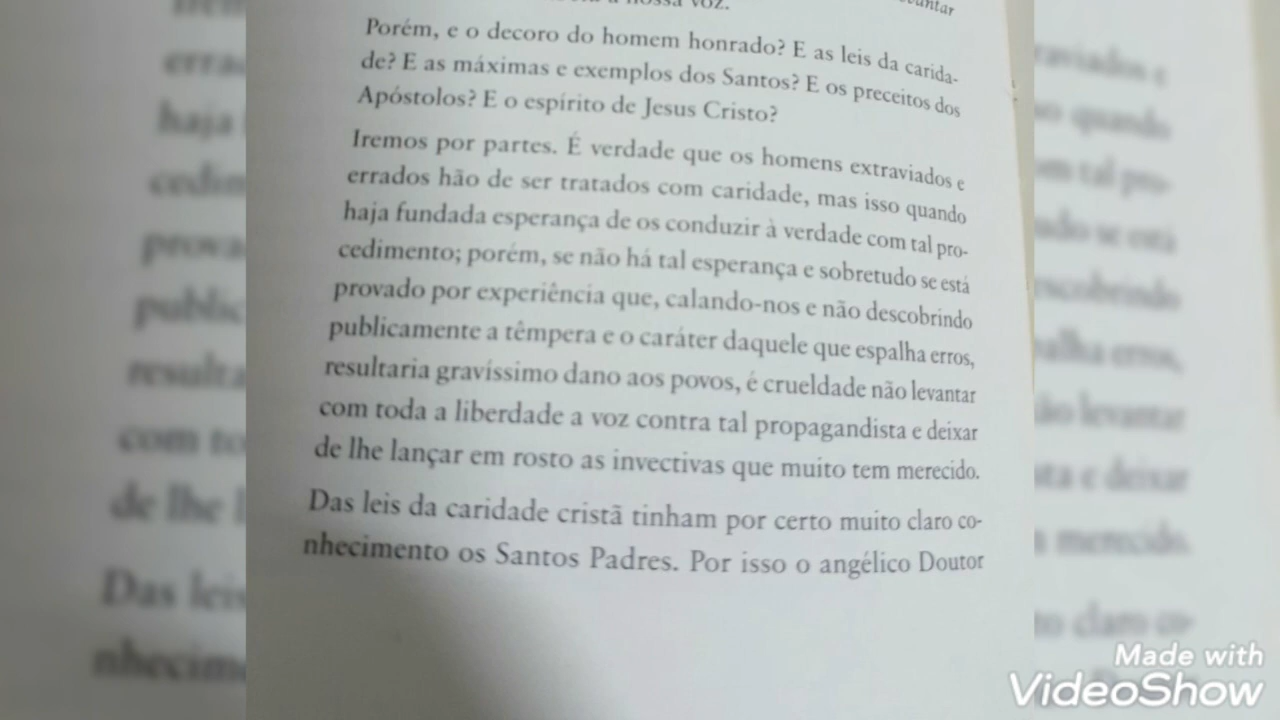 nossa voz.
Porém, e o decoro do homem honrado? E as leis da carida-
de? E as máximas e exemplos dos Santos? E os preceitos dos
Apóstolos? E o espírito de Jesus Cristo?
Iremos por partes. É verdade que os homens extraviados e
errados hão de ser tratados com caridade, mas isso quando
haja fundada esperança de os conduzir à verdade com tal pro-
cedimento; porém, se não há tal esperança e sobretudo se está
provado por experiência que, calando-nos e não descobrindo
publicamente a têmpera e o caráter daquele que espalha erros,
resultaria gravíssimo dano aos povos, é crueldade não levantar
com toda a liberdade a voz contra tal propagandista e deixar
de lhe lançar em rosto as invectivas que muito tem merecido.
Das leis da caridade cristã tinham por certo muito claro co-
nhecimento os Santos Padres. Por isso o angélico Doutor
Made with
VideoShow